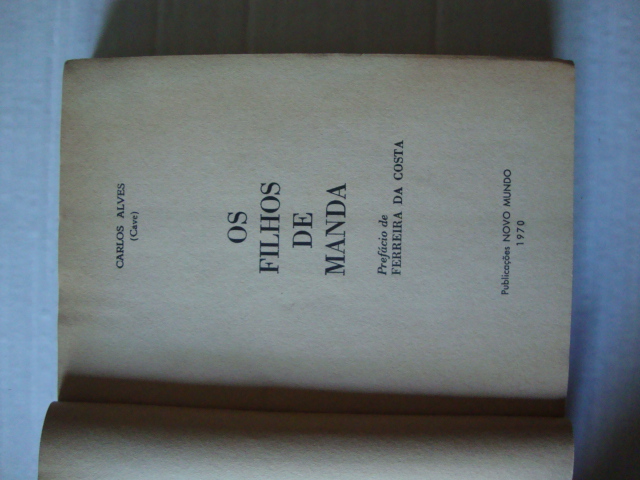 CARLOS ALVES
(Cave)
OS
FILHOS
DE
MANDA
Prefácio de
FERREIRA DA COSTA
Publicações NOVO MUNDO
1970